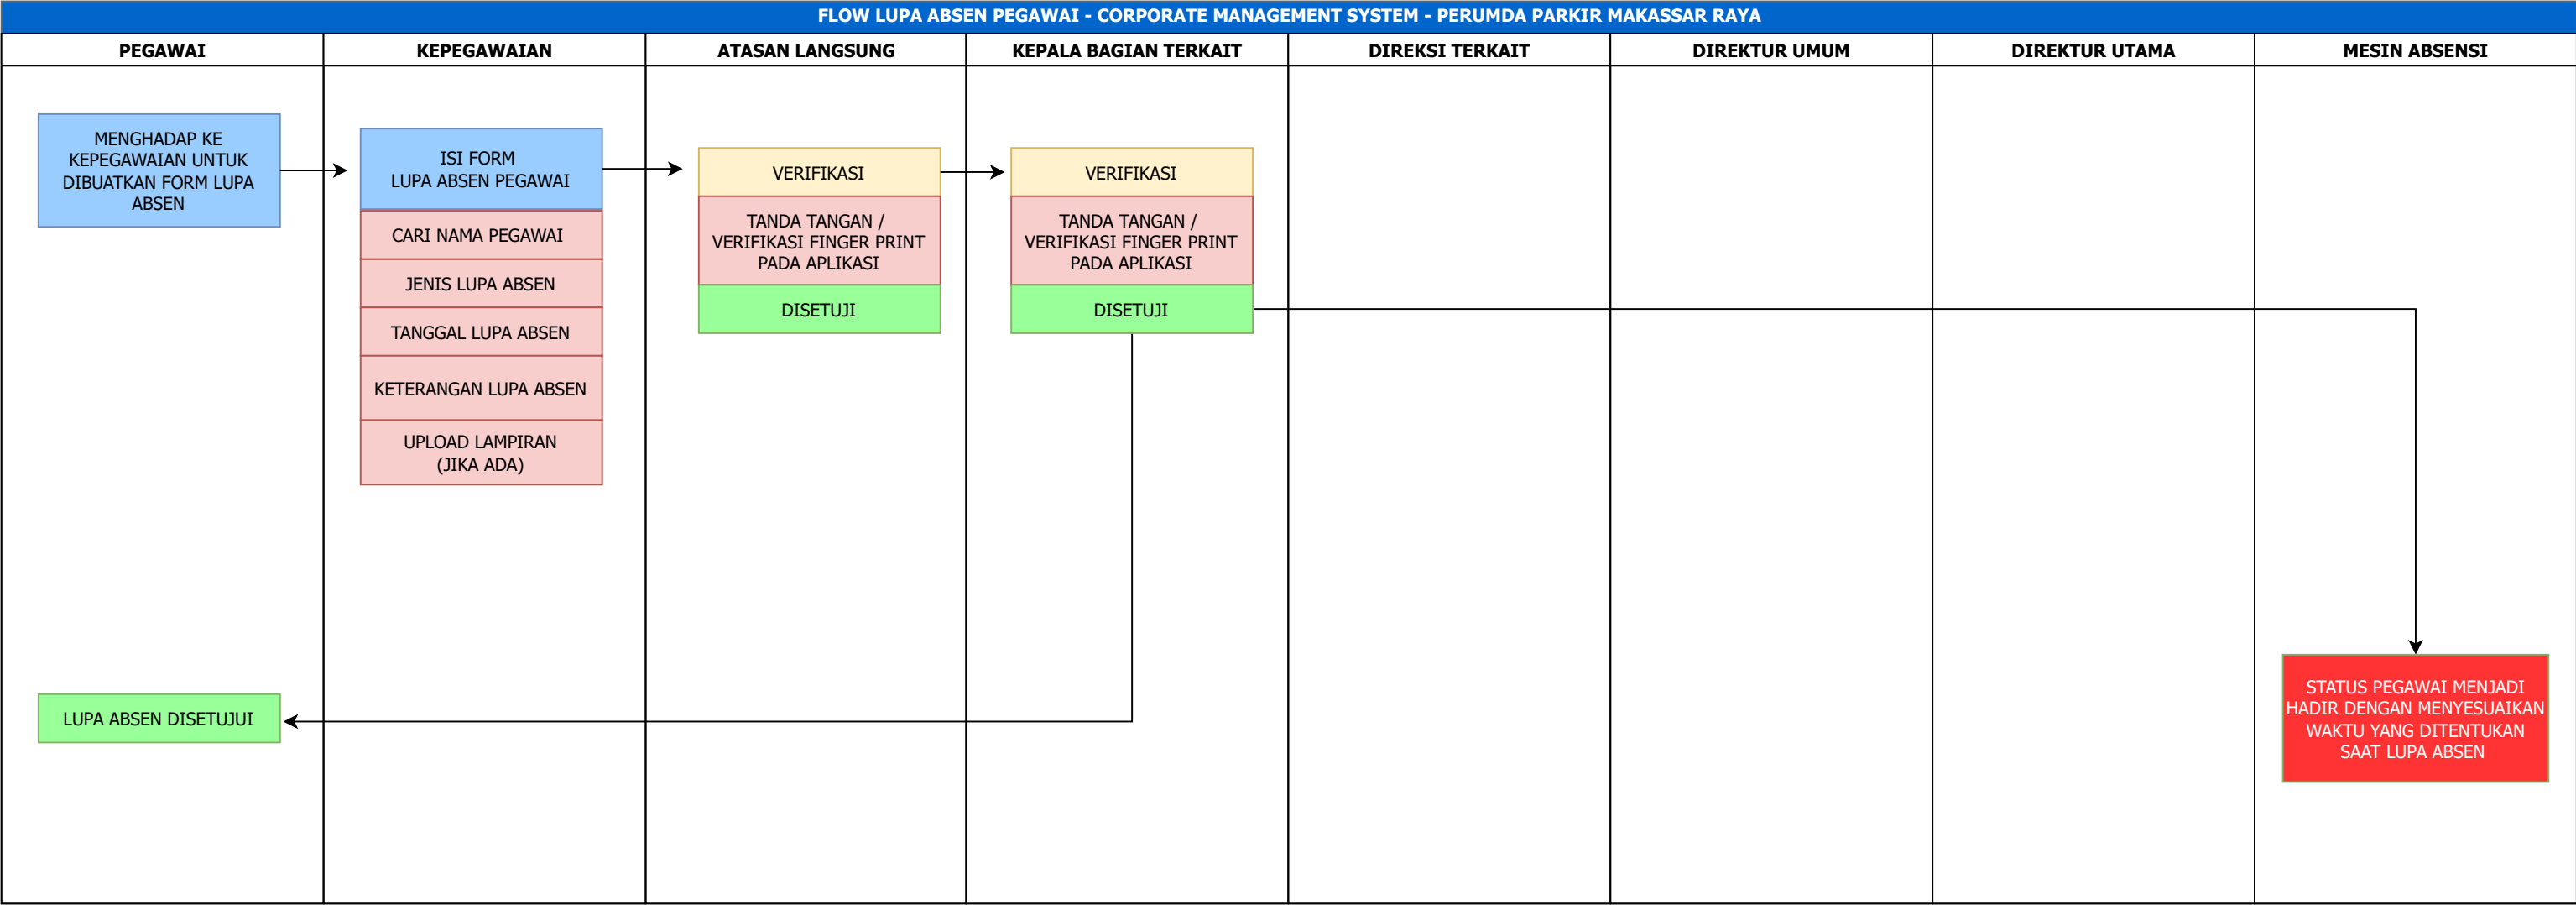 FLOW LUPA ABSEN PEGAWAI - CORPORATE MANAGEMENT SYSTEM - PERUMDA PARKIR MAKASSAR RAYA
PEGAWAI
KEPEGAWAIAN
ATASAN LANGSUNG
KEPALA BAGIAN TERKAIT
DIREKSI TERKAIT
DIREKTUR UMUM
DIREKTUR UTAMA
MESIN ABSENSI
MENGHADAP KE
KEPEGAWAIAN UNTUK
DIBUATKAN FORM LUPA
ABSEN
ISI FORM
LUPA ABSEN PEGAWAI
CARI NAMA PEGAWAI
JENIS LUPA ABSEN
TANGGAL LUPA ABSEN
KETERANGAN LUPA ABSEN
UPLOAD LAMPIRAN
(JIKA ADA)
VERIFIKASI
TANDA TANGAN /
VERIFIKASI FINGER PRINT
PADA APLIKASI
DISETUJI
VERIFIKASI
TANDA TANGAN /
VERIFIKASI FINGER PRINT
PADA APLIKASI
DISETUJI
LUPA ABSEN DISETUJUI
STATUS PEGAWAI MENJADI
HADIR DENGAN MENYESUAIKAN
WAKTU YANG DITENTUKAN
SAAT LUPA ABSEN